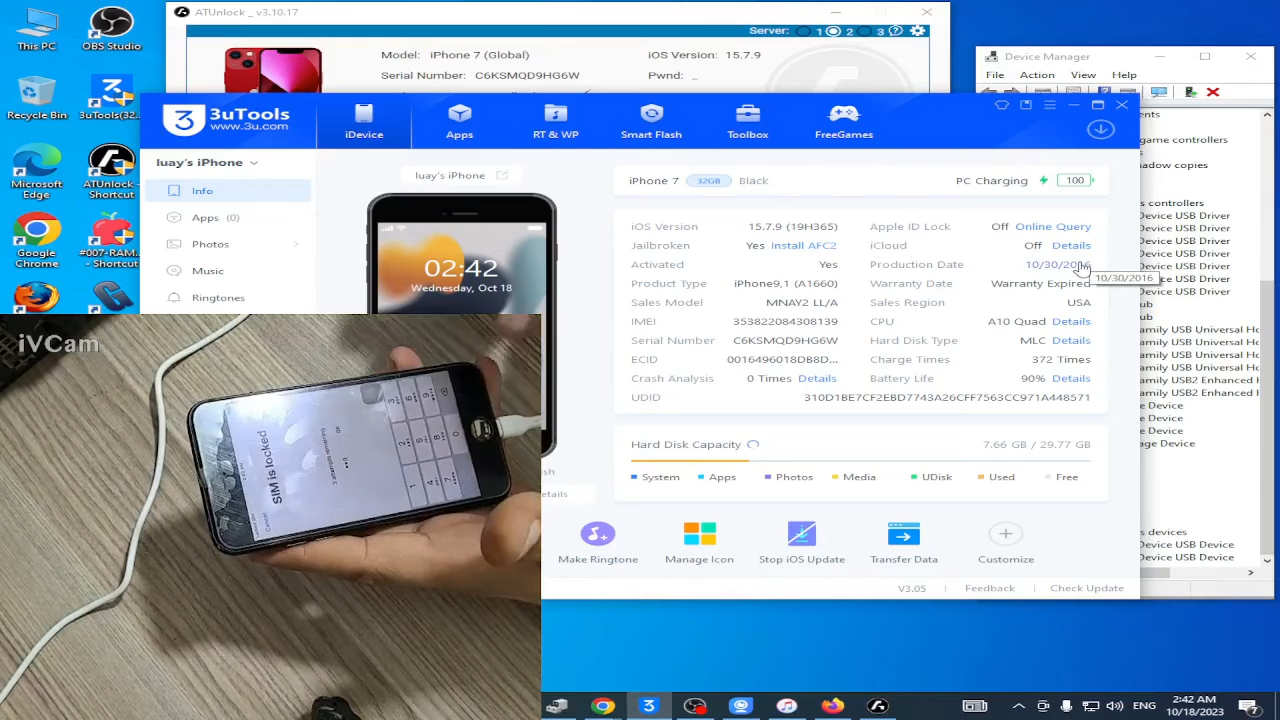 ATUnlock _ v3.10.17
Server: 1 2 3
Model: iPhone 7 (Global) iOS Version: 15.7.9
Serial Number: C6KSMQD9HG6W Pwnd: _
This PC
OBS Studio
Recycle Bin
3uTools(32...
Microsoft Edge
ATUnlock - Shortcut
Google Chrome
#007-RAM... - Shortcut
Device Manager
File Action View Help
3uTools
www.3u.com
iDevice Apps RT & WP Smart Flash Toolbox FreeGames
luay's iPhone
Info
Apps (0)
Photos
Music
Ringtones
luay's iPhone
02:42
Wednesday, Oct 18
iPhone 7 32GB Black PC Charging 100
iOS Version 15.7.9 (19H365) Apple ID Lock Off Online Query
Jailbroken Yes Install AFC2 iCloud Off Details
Activated Yes Production Date 10/30/2016
10/30/2016
Product Type iPhone9,1 (A1660) Warranty Date Warranty Expired
Sales Model MNAY2 LL/A Sales Region USA
IMEI 353822084308139 CPU A10 Quad Details
Serial Number C6KSMQD9HG6W Hard Disk Type MLC Details
ECID 0016496018DB8D... Charge Times 372 Times
Crash Analysis 0 Times Details Battery Life 90% Details
UDID 310D1BE7CF2EBD7743A26CFF7563CC971A448571
Hard Disk Capacity 7.66 GB / 29.77 GB
System Apps Photos Media UDisk Used Free
Make Ringtone Manage Icon Stop iOS Update Transfer Data Customize
V3.05 Feedback Check Update
game controllers
controllers
Device USB Driver
Device USB Driver
Device USB Driver
Device USB Driver
Device USB Driver
Device USB Driver
Device USB Driver
USB Universal Ho
USB Universal Ho
USB Universal Ho
USB Universal Ho
USB2 Enhanced H
USB2 Enhanced H
Device
Device
Device
Device
devices
Device USB Device
Device USB Device
iVCam
SIM is locked
Cancel
OK
ENG
2:42 AM
10/18/2023
7